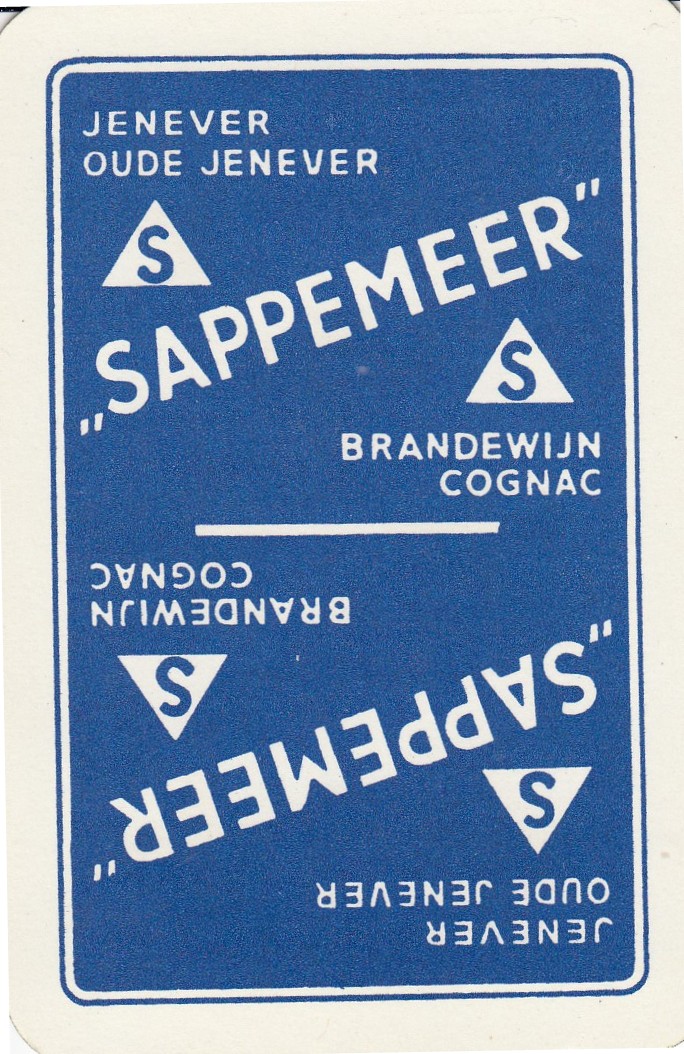 JENEVER
OUDE JENEVER
S
„SAPPEMEER”
S
BRANDEWIJN
COGNAC
JENEVER
OUDE JENEVER
S
„SAPPEMEER”
S
BRANDEWIJN
COGNAC